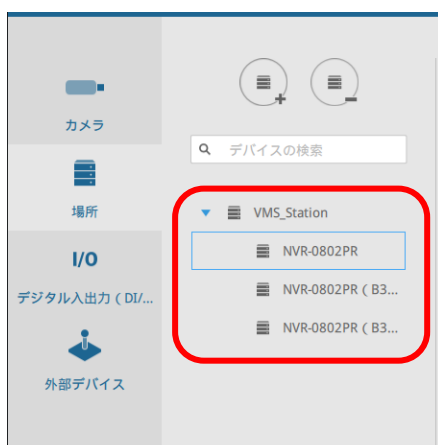 カメラ
デバイスの検索
場所
VMS_Station
NVR-0802PR
I/O
デジタル入出力 ( DI/...
NVR-0802PR ( B3...
NVR-0802PR ( B3...
外部デバイス